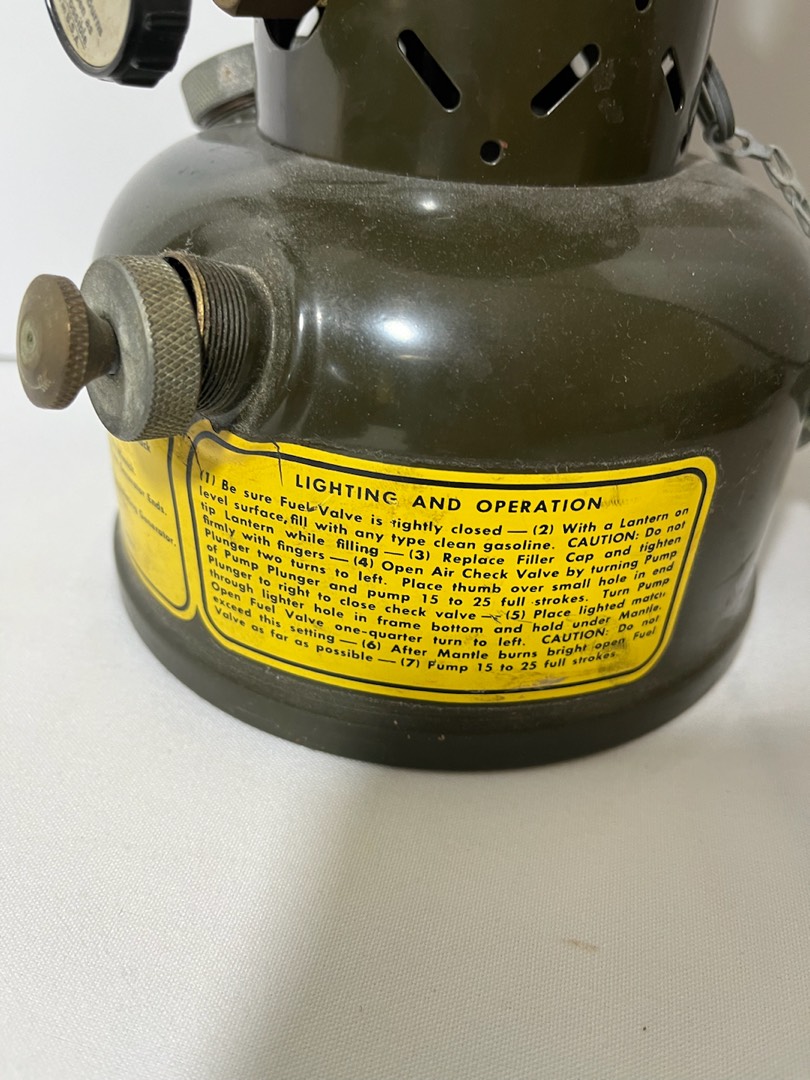 LIGHTING AND OPERATION
(1) Be sure Fuel Valve is tightly closed — (2) With a Lantern on
level surface, fill with any type clean gasoline. CAUTION: Do not
tip Lantern while filling — (3) Replace Filler Cap and tighten
firmly with fingers — (4) Open Air Check Valve by turning Pump
Plunger two turns to left. Place thumb over small hole in end
of Pump Plunger and pump 15 to 25 full strokes. Turn Pump
Plunger to right to close check valve — (5) Place lighted match
through lighter hole in frame bottom and hold under Mantle.
Open Fuel Valve one-quarter turn to left. CAUTION: Do not
exceed this setting — (6) After Mantle burns bright open Fuel
Valve as far as possible — (7) Pump 15 to 25 full strokes.
Generator.